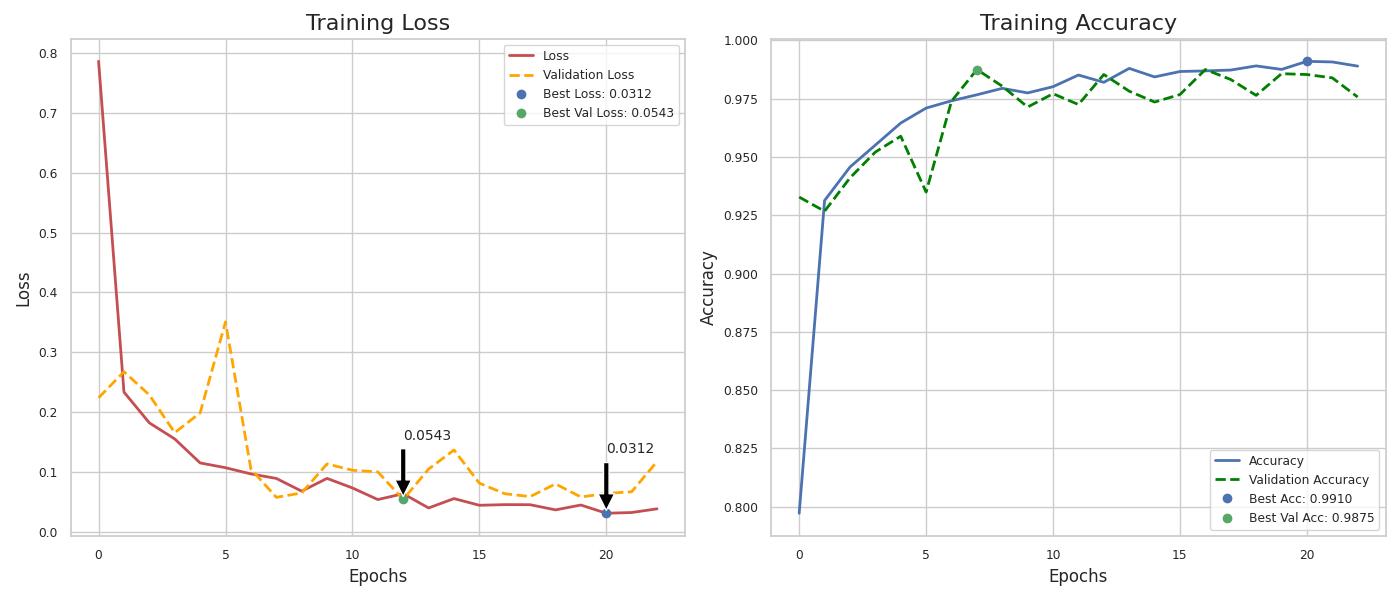 Training Loss
0.8
0.7
0.6
0.5
0.4
0.3
0.2
0.1
0.0
Loss
Loss
Validation Loss
Best Loss: 0.0312
Best Val Loss: 0.0543
0.0543
0.0312
0
5
10
15
20
Epochs
Training Accuracy
1.000
0.975
0.950
0.925
0.900
0.875
0.850
0.825
0.800
Accuracy
Accuracy
Validation Accuracy
Best Acc: 0.9910
Best Val Acc: 0.9875
0
5
10
15
20
Epochs